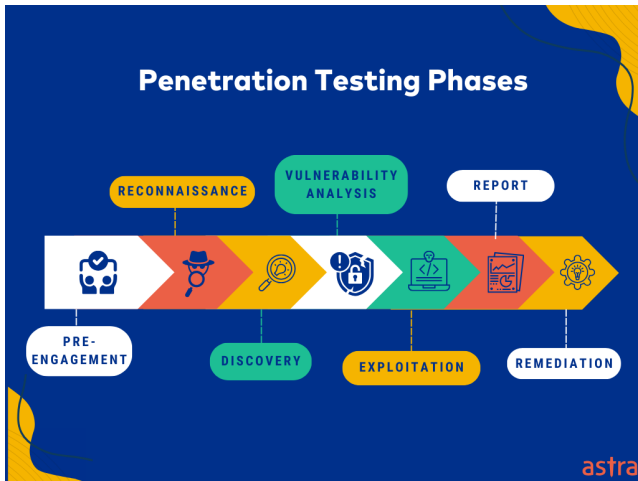 Penetration Testing Phases
RECONNAISSANCE
VULNERABILITY
ANALYSIS
REPORT
</>
PRE-
ENGAGEMENT
DISCOVERY
EXPLOITATION
REMEDIATION
astra